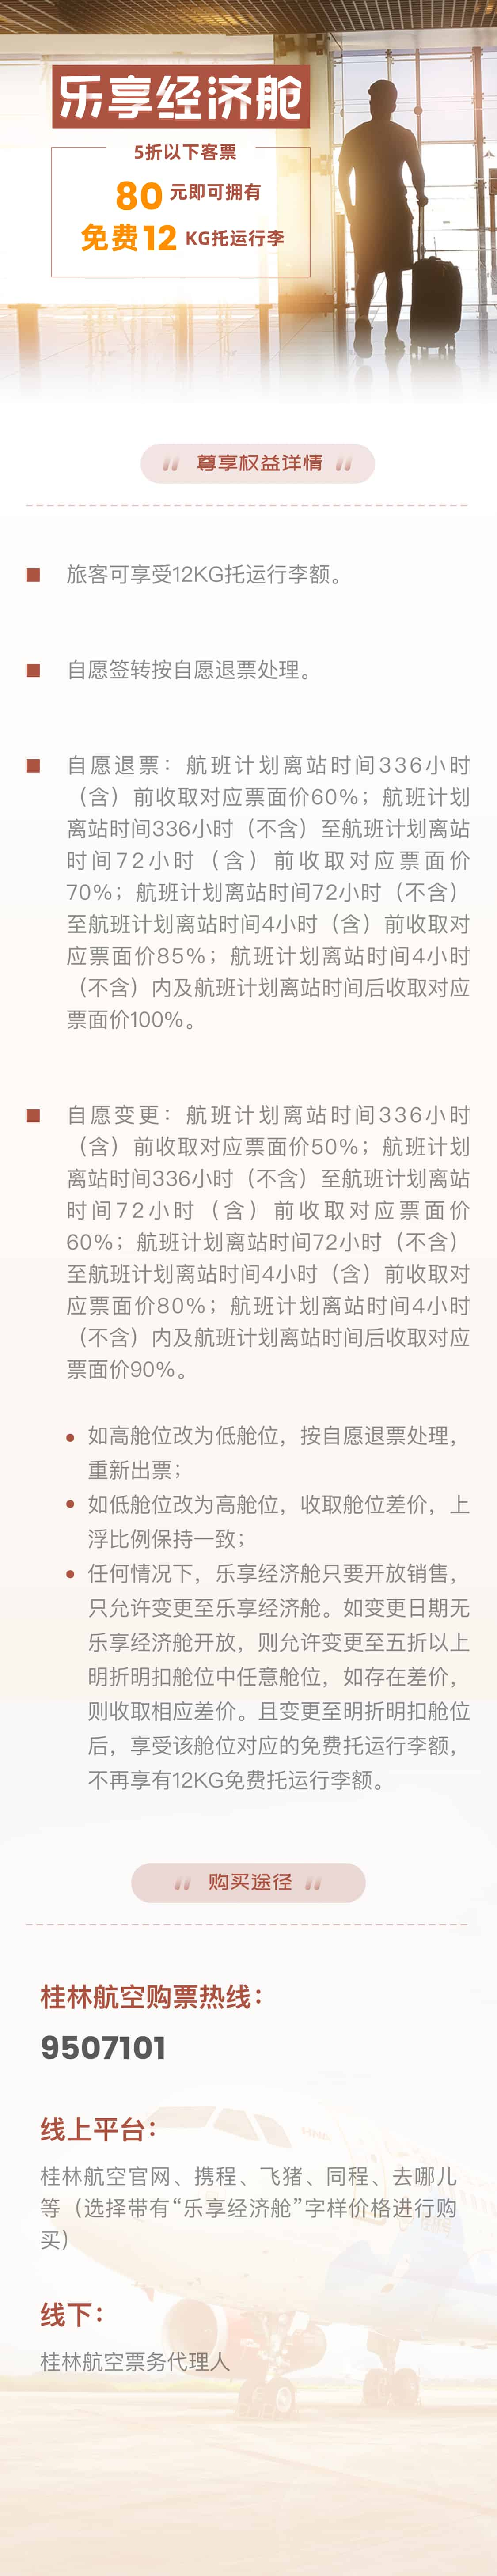 乐享经济舱
5折以下客票
80元即可拥有
免费12 KG托运行李
尊享权益详情
旅客可享受12KG托运行李额。
自愿签转按自愿退票处理。
自愿退票：航班计划离站时间336小时
（含）前收取对应票面价60%；航班计划
离站时间336小时（不含）至航班计划离站
时间72小时（含）前收取对应票面价
70%；航班计划离站时间72小时（不含）
至航班计划离站时间4小时（含）前收取对
应票面价85%；航班计划离站时间4小时
（不含）内及航班计划离站时间后收取对应
票面价100%。
自愿变更：航班计划离站时间336小时
（含）前收取对应票面价50%；航班计划
离站时间336小时（不含）至航班计划离站
时间72小时（含）前收取对应票面价
60%；航班计划离站时间72小时（不含）
至航班计划离站时间4小时（含）前收取对
应票面价80%；航班计划离站时间4小时
（不含）内及航班计划离站时间后收取对应
票面价90%。
如高舱位改为低舱位，按自愿退票处理，
重新出票；
如低舱位改为高舱位，收取舱位差价，上
浮比例保持一致；
任何情况下，乐享经济舱只要开放销售，
只允许变更至乐享经济舱。如变更日期无
乐享经济舱开放，则允许变更至五折以上
明折明扣舱位中任意舱位，如存在差价，
则收取相应差价。且变更至明折明扣舱位
后，享受该舱位对应的免费托运行李额，
不再享有12KG免费托运行李额。
购买途径
桂林航空购票热线：
9507101
线上平台：
桂林航空官网、携程、飞猪、同程、去哪儿
等（选择带有“乐享经济舱”字样价格进行购
买）
线下：
桂林航空票务代理人